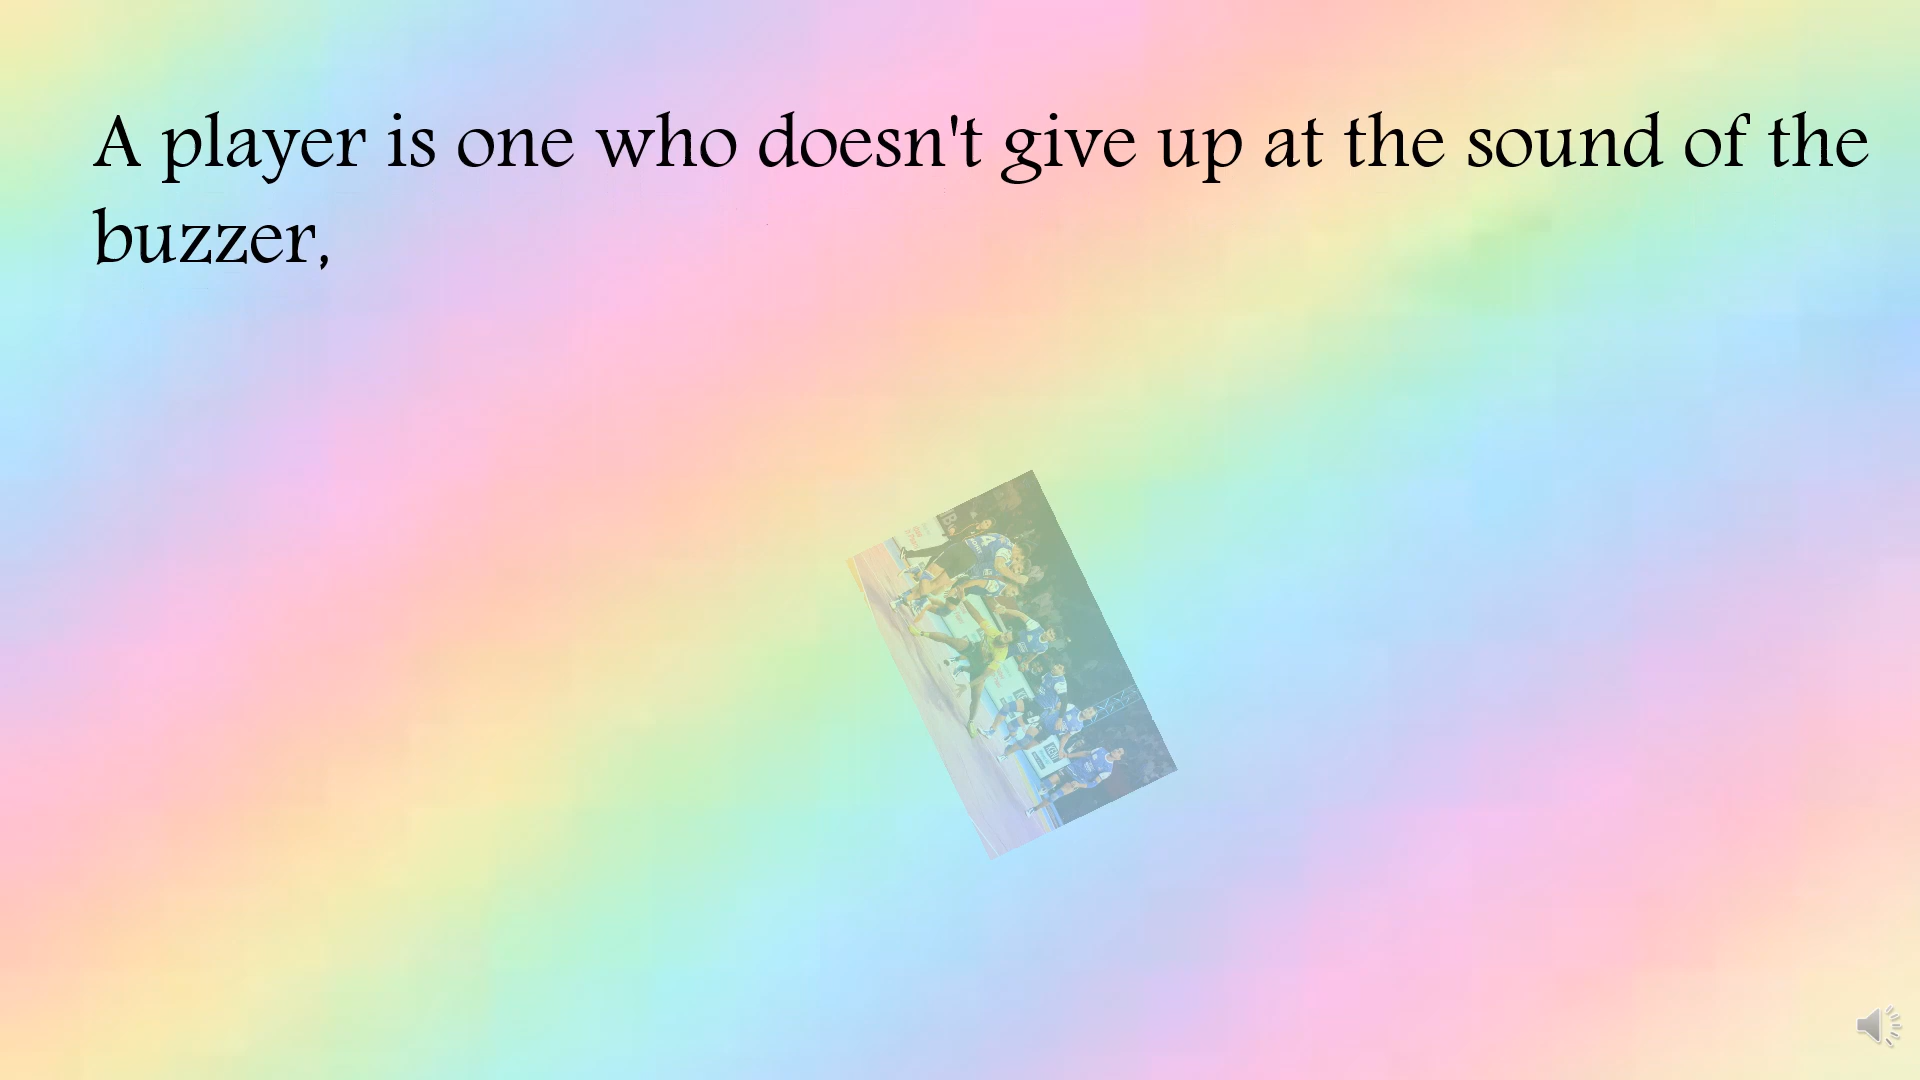 A player is one who doesn't give up at the sound of the
buzzer,